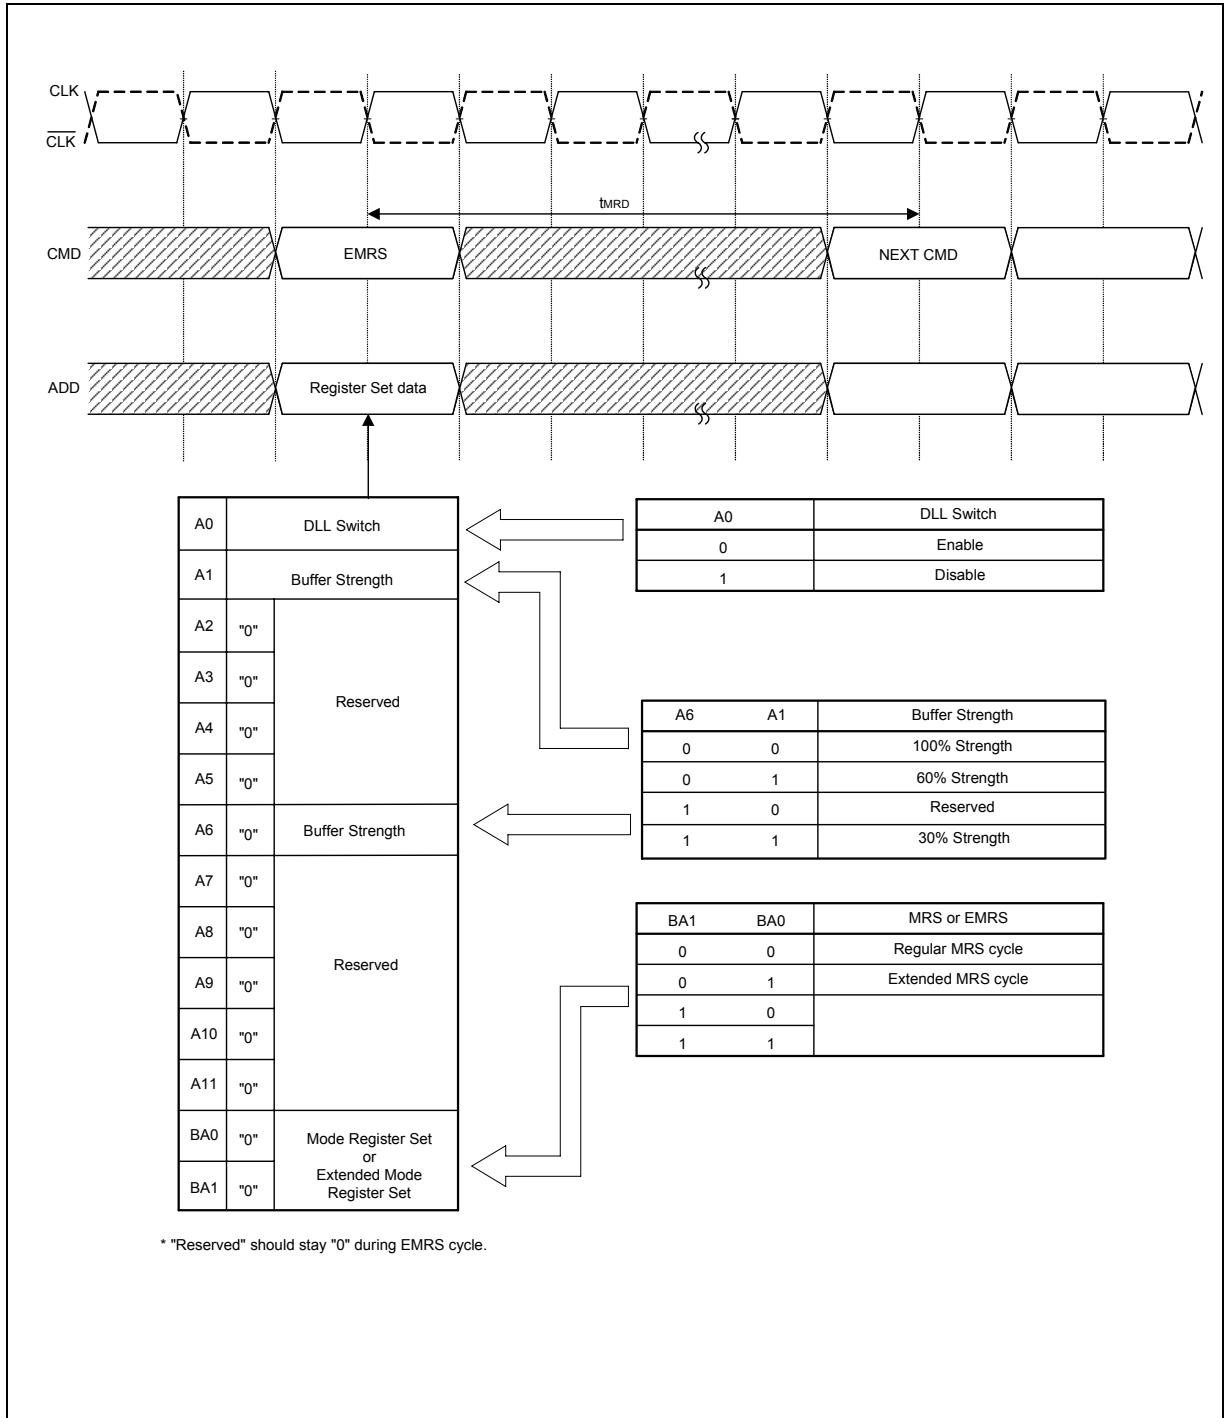 CLK
CLK
tMRD
CMD
EMRS
NEXT CMD
ADD
Register Set data
A0 DLL Switch
A1 Buffer Strength
A2 "0"
A3 "0"
Reserved
A4 "0"
A5 "0"
A6 "0" Buffer Strength
A7 "0"
A8 "0"
Reserved
A9 "0"
A10 "0"
A11 "0"
BA0 "0"
BA1 "0"
Mode Register Set
or
Extended Mode
Register Set
A0 DLL Switch
0 Enable
1 Disable
A6 A1 Buffer Strength
0 0 100% Strength
0 1 60% Strength
1 0 Reserved
1 1 30% Strength
BA1 BA0 MRS or EMRS
0 0 Regular MRS cycle
0 1 Extended MRS cycle
1 0
1 1
* "Reserved" should stay "0" during EMRS cycle.